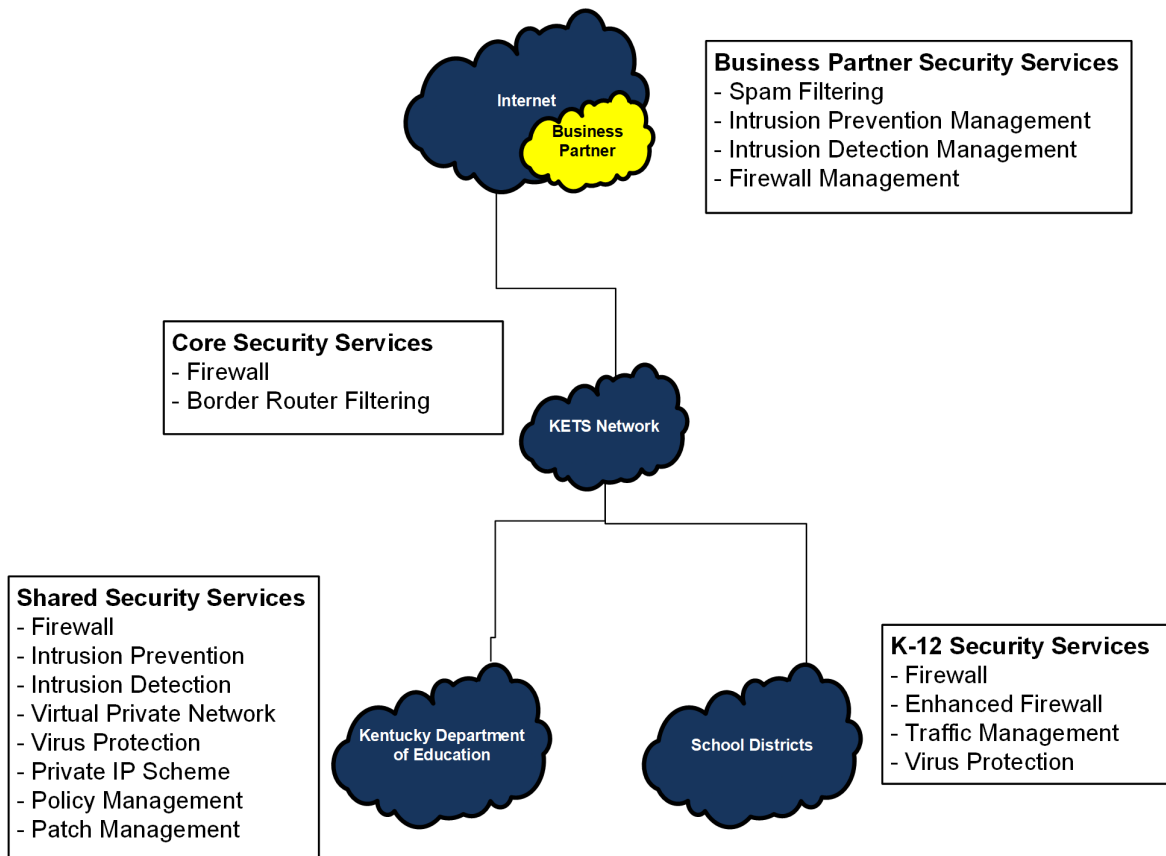 Internet
Business
Partner
Business Partner Security Services
- Spam Filtering
- Intrusion Prevention Management
- Intrusion Detection Management
- Firewall Management
Core Security Services
- Firewall
- Border Router Filtering
KETS Network
Shared Security Services
- Firewall
- Intrusion Prevention
- Intrusion Detection
- Virtual Private Network
- Virus Protection
- Private IP Scheme
- Policy Management
- Patch Management
Kentucky Department
of Education
School Districts
K-12 Security Services
- Firewall
- Enhanced Firewall
- Traffic Management
- Virus Protection